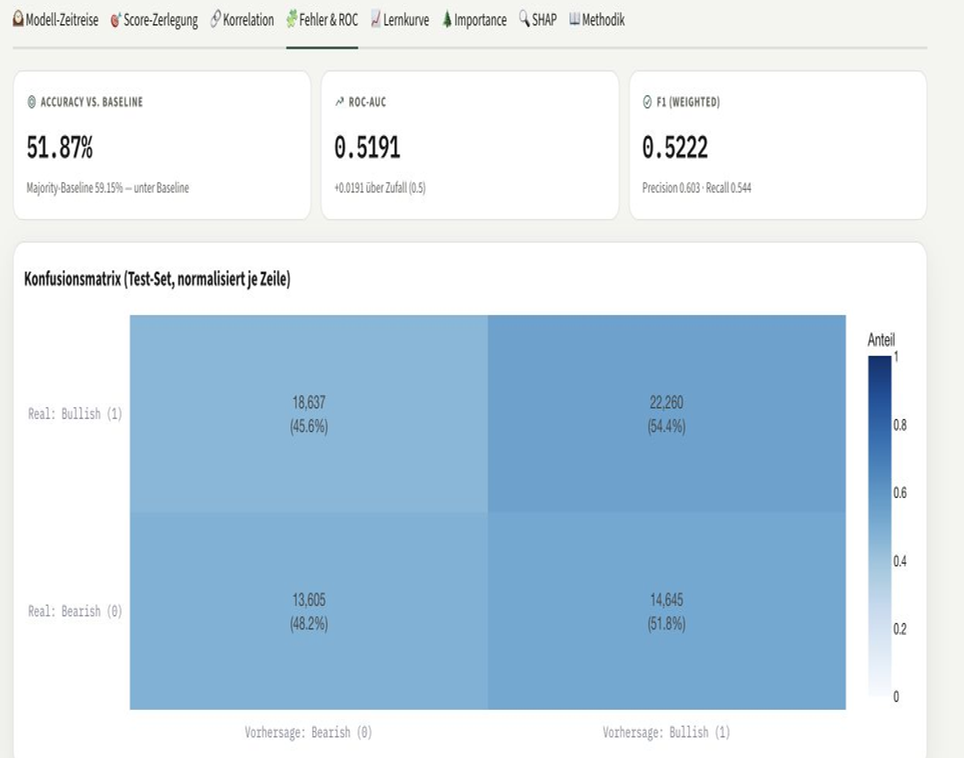 Modell-Zeitreise Score-Zerlegung Korrelation Fehler & ROC Lernkurve Importance SHAP Methodik
ACCURACY VS. BASELINE
51.87%
Majority-Baseline 59.15% — unter Baseline
ROC-AUC
0.5191
+0.0191 über Zufall (0.5)
F1 (WEIGHTED)
0.5222
Precision 0.603 · Recall 0.544
Konfusionsmatrix (Test-Set, normalisiert je Zeile)
Real: Bullish (1)
18,637
(45.6%)
22,260
(54.4%)
Real: Bearish (0)
13,605
(48.2%)
14,645
(51.8%)
Vorhersage: Bearish (0)
Vorhersage: Bullish (1)
Anteil
1
0.8
0.6
0.4
0.2
0